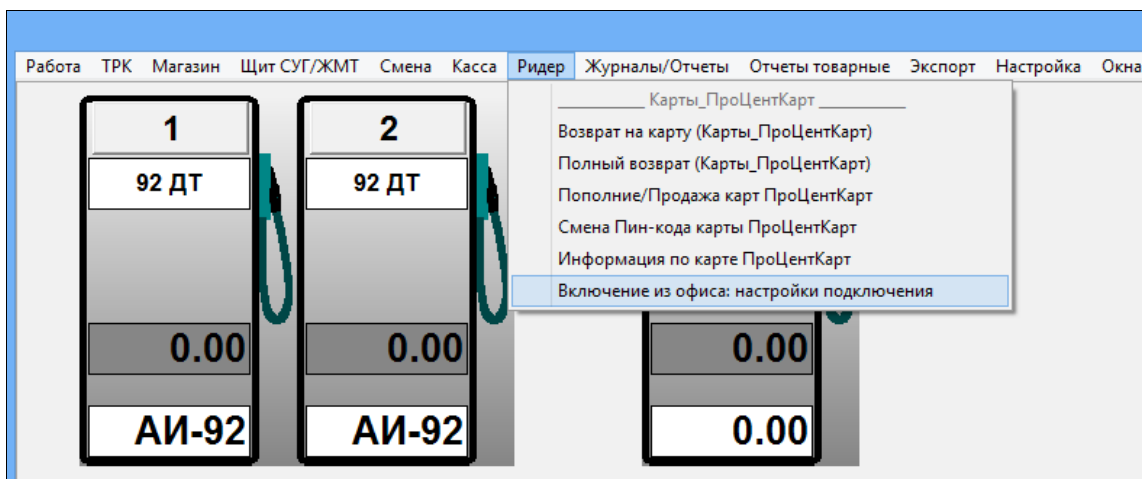 Работа ТРК Магазин Щит СУГ/ЖМТ Смена Касса Ридер Журналы/Отчеты Отчеты товарные Экспорт Настройка Окна
_________ Карты_ПроЦентКарт _________
Возврат на карту (Карты_ПроЦентКарт)
Полный возврат (Карты_ПроЦентКарт)
Пополние/Продажа карт ПроЦентКарт
Смена Пин-кода карты ПроЦентКарт
Информация по карте ПроЦентКарт
Включение из офиса: настройки подключения
1 2
92 ДТ 92 ДТ
0.00 0.00 0.00
АИ-92 АИ-92 0.00